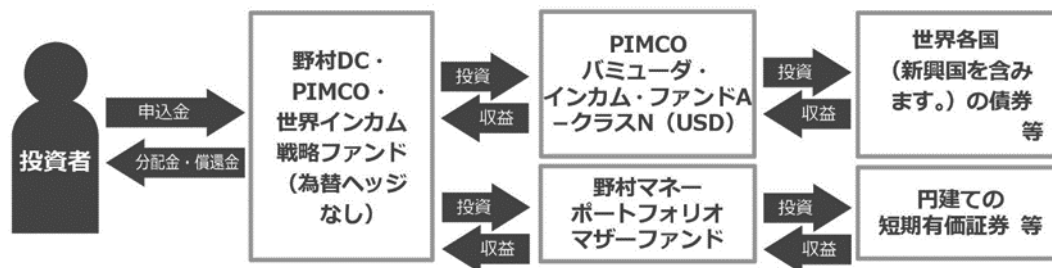 投資者
申込金
分配金・償還金
野村DC・
PIMCO・
世界インカム
戦略ファンド
（為替ヘッジ
なし）
投資
収益
PIMCO
バミューダ・
インカム・ファンドA
－クラスN（USD）
投資
収益
世界各国
（新興国を含み
ます。）の債券
等
投資
収益
野村マネー
ポートフォリオ
マザーファンド
投資
収益
円建ての
短期有価証券 等